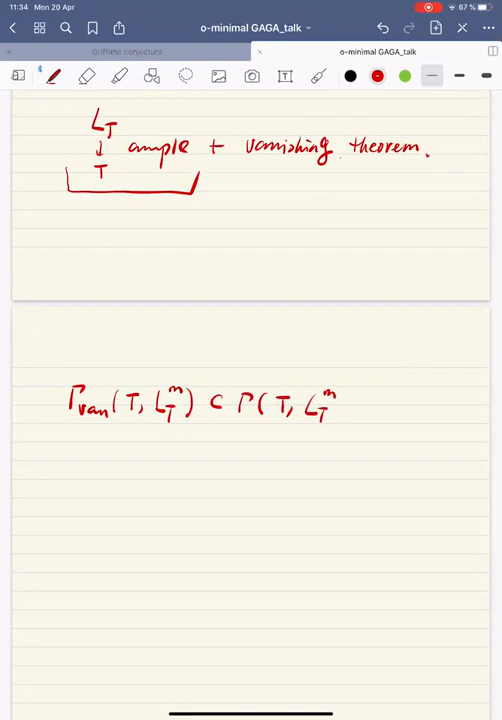 11:34 Mon 20 Apr 67 %
o-minimal GAGA_talk
Griffiths conjecture
o-minimal GAGA_talk
L_T
↓ ample + vanishing theorem.
T
Γ_van(T, L_T^m) ⊂ Γ(T, L_T^m